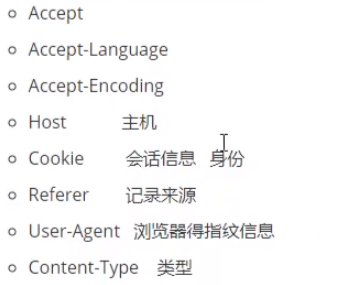 Accept
Accept-Language
Accept-Encoding
Host 主机
Cookie 会话信息 身份
Referer 记录来源
User-Agent 浏览器得指纹信息
Content-Type 类型